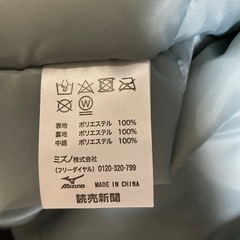 表地 ポリエステル 100%
裏地 ポリエステル 100%
中綿 ポリエステル 100%
ミズノ株式会社
(フリーダイヤル) 0120-320-799
MIZUNO MADE IN CHINA
読売新聞